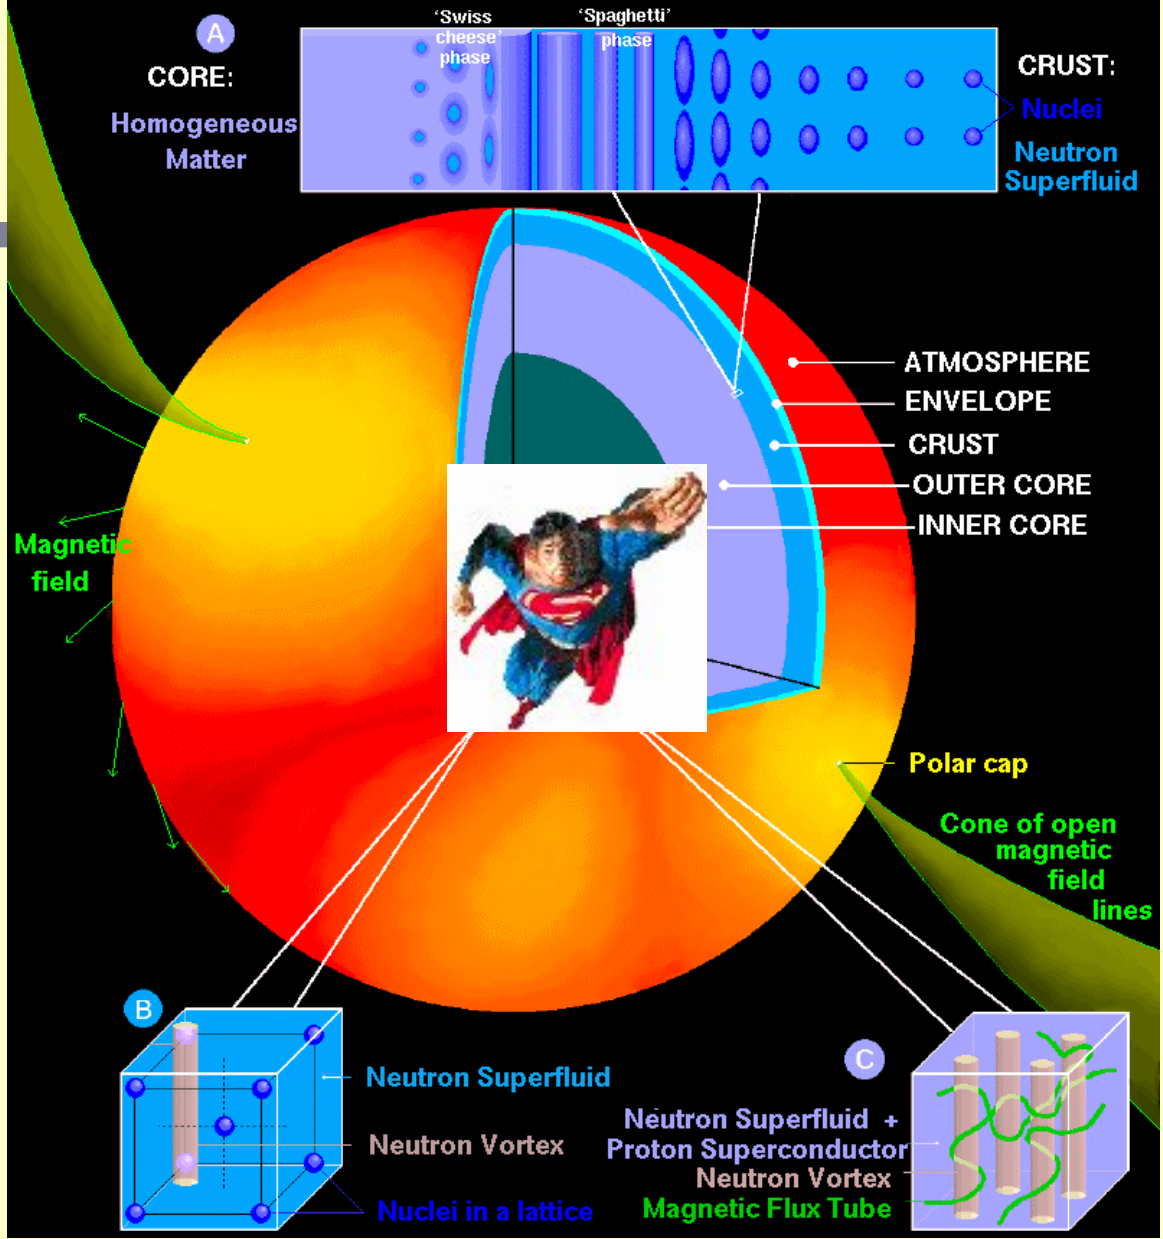 A
CORE:
Homogeneous
Matter
‘Swiss
cheese’
phase
‘Spaghetti’
phase
CRUST:
Nuclei
Neutron
Superfluid
ATMOSPHERE
ENVELOPE
CRUST
OUTER CORE
INNER CORE
Magnetic
field
Polar cap
Cone of open
magnetic
field
lines
B
Neutron Superfluid
Neutron Vortex
Nuclei in a lattice
C
Neutron Superfluid +
Proton Superconductor
Neutron Vortex
Magnetic Flux Tube